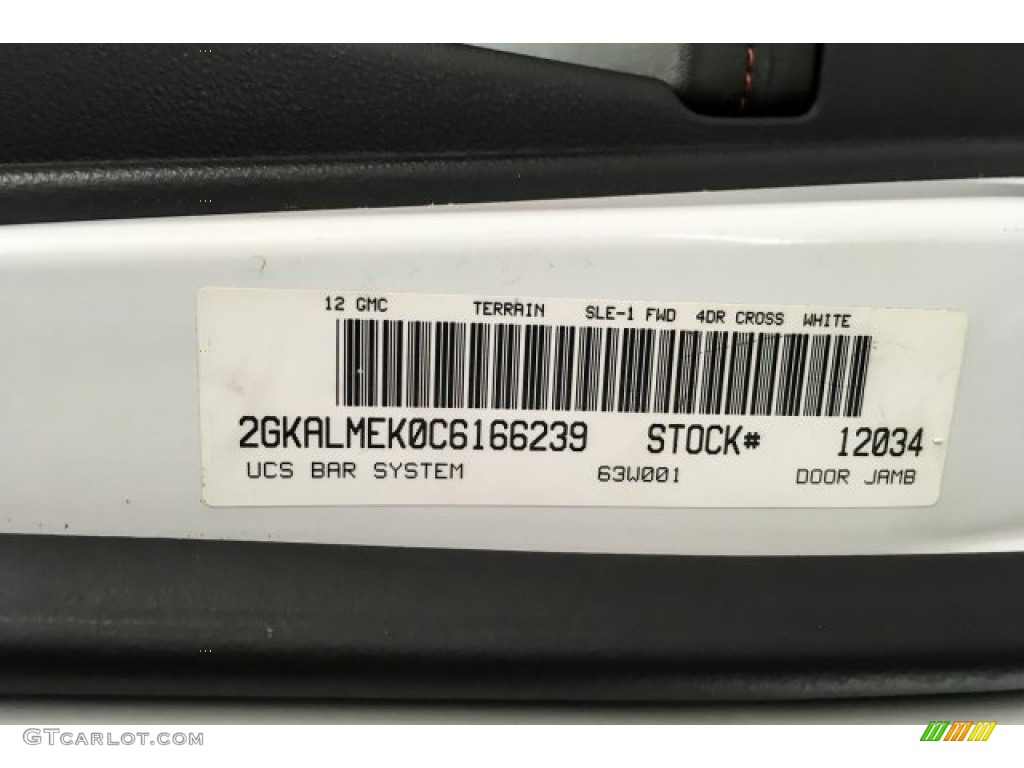 12 GMC TERRAIN SLE-1 FWD 4DR CROSS WHITE
2GKALMEK0C6166239 STOCK# 12034
UCS BAR SYSTEM 63W001 DOOR JAMB
GTCARLOT.COM